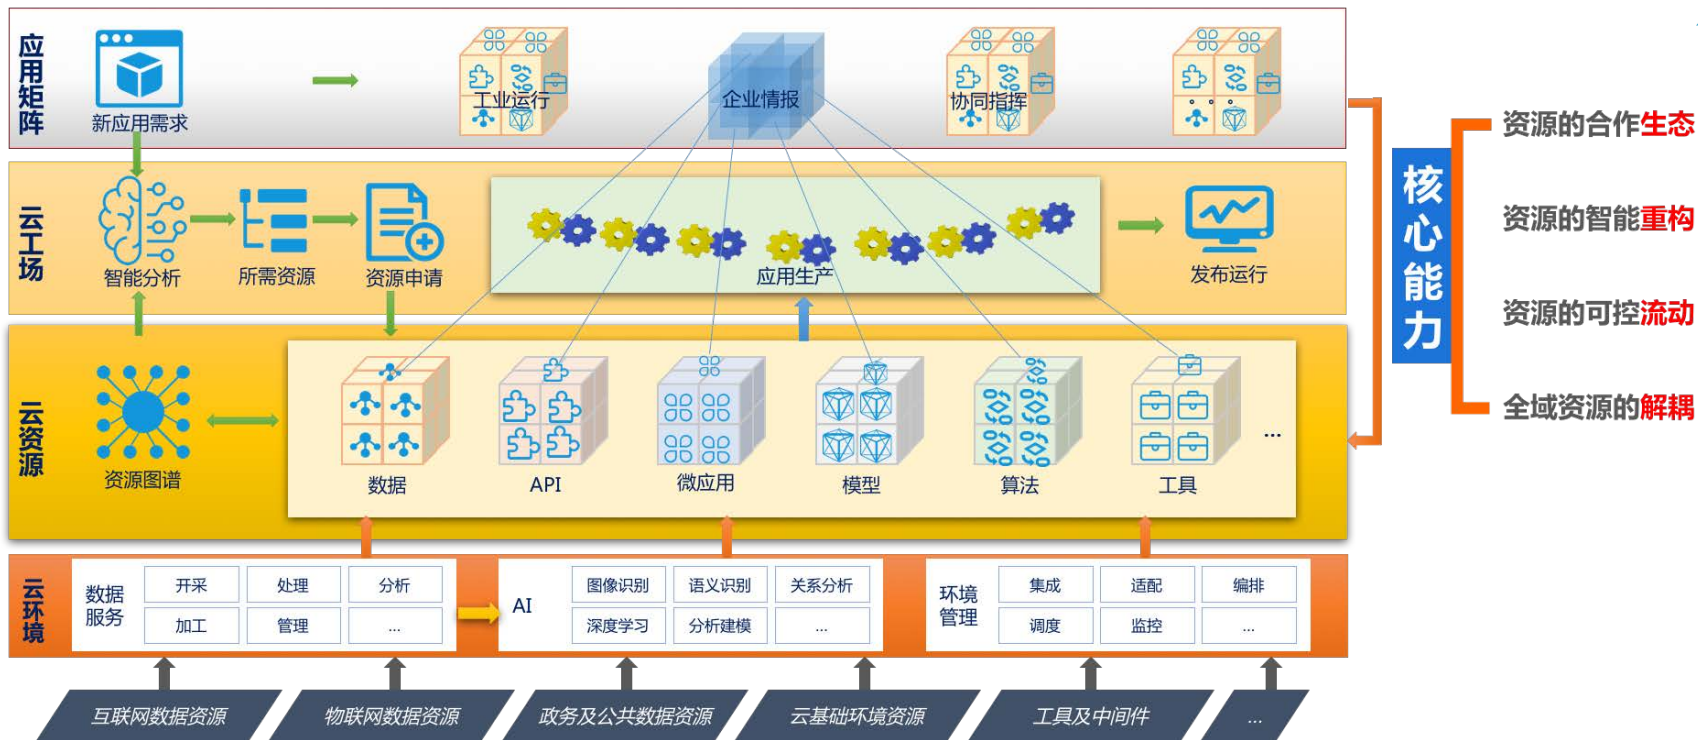 应用矩阵
新应用需求
工业运行
企业情报
协同指挥
...
云工场
智能分析
所需资源
资源申请
应用生产
发布运行
云资源
资源图谱
数据
API
微应用
模型
算法
工具
...
云环境
数据服务
开采
处理
分析
加工
管理
...
AI
图像识别
语义识别
关系分析
深度学习
分析建模
...
环境管理
集成
适配
编排
调度
监控
...
互联网数据资源
物联网数据资源
政务及公共数据资源
云基础环境资源
工具及中间件
...
核心能力
资源的合作生态
资源的智能重构
资源的可控流动
全域资源的解耦